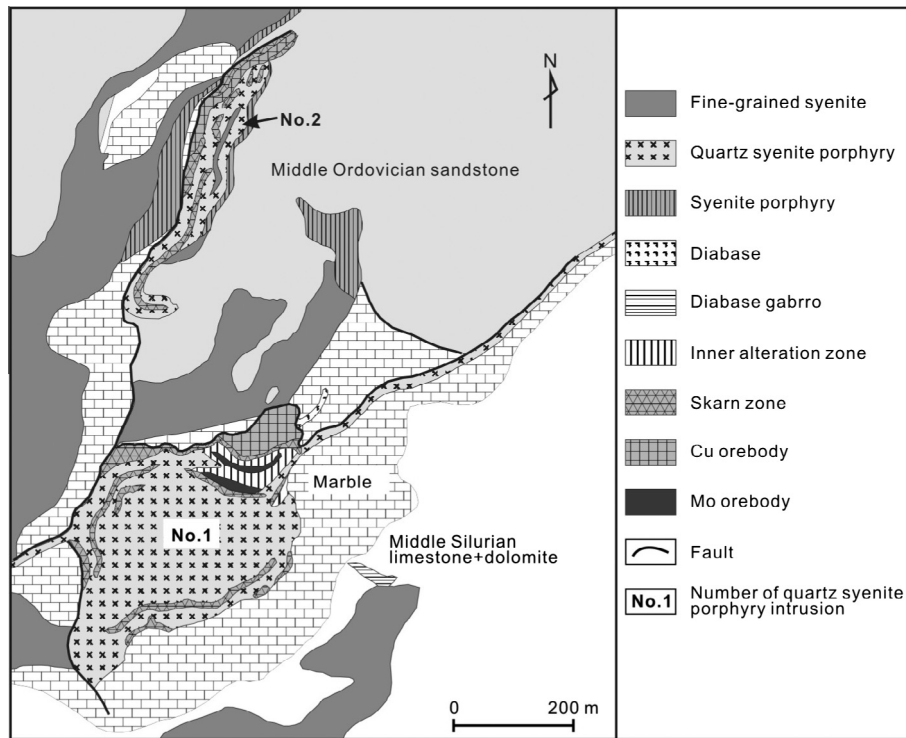 N
No.2
Middle Ordovician sandstone
Marble
No.1
Middle Silurian
limestone+dolomite
0 200 m
Fine-grained syenite
Quartz syenite porphyry
Syenite porphyry
Diabase
Diabase gabrro
Inner alteration zone
Skarn zone
Cu orebody
Mo orebody
Fault
No.1 Number of quartz syenite
porphyry intrusion